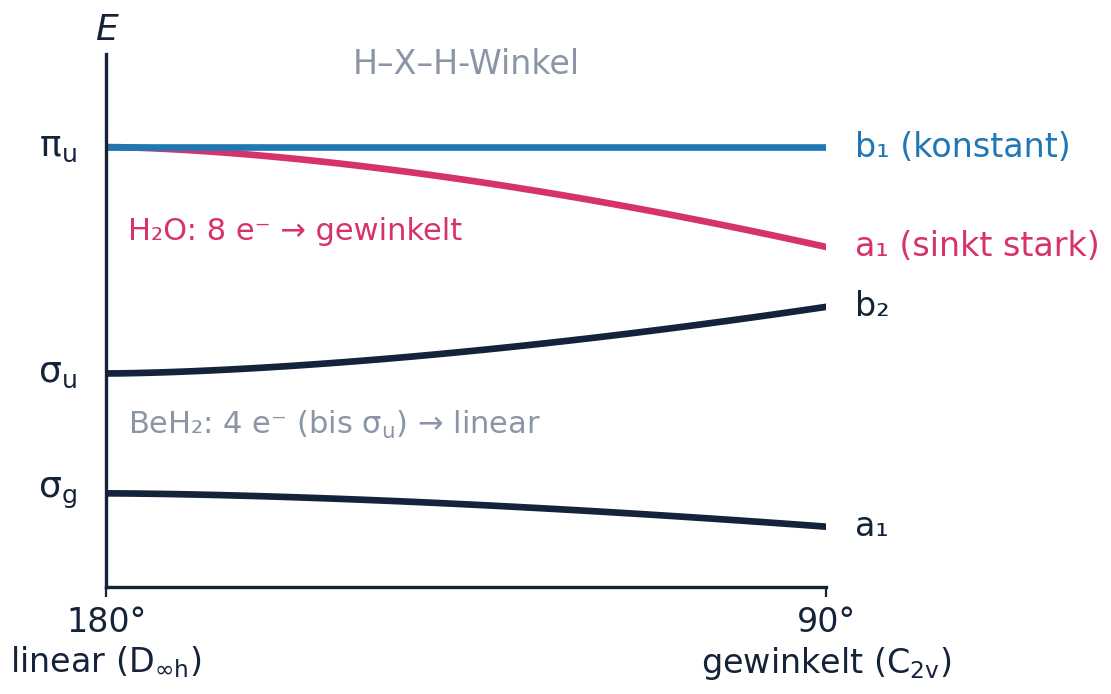 E
H–X–H-Winkel
πᵤ
b₁ (konstant)
H₂O: 8 e⁻ → gewinkelt
a₁ (sinkt stark)
b₂
σᵤ
BeH₂: 4 e⁻ (bis σᵤ) → linear
σg
a₁
180°
90°
linear (D∞h)
gewinkelt (C₂ᵥ)